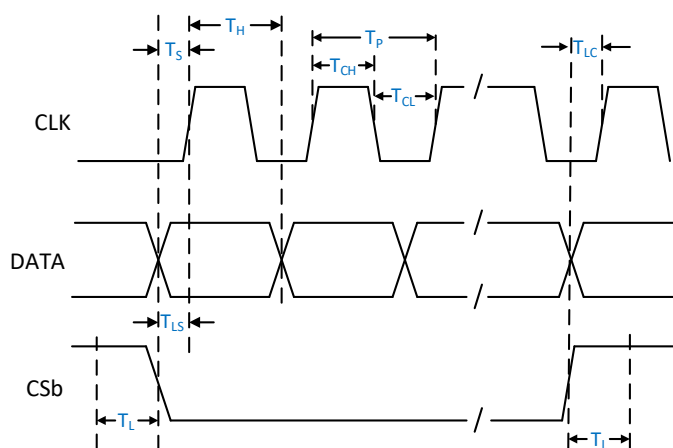 T_H
T_P
T_S
T_CH
T_LC
T_CL
CLK
DATA
T_LS
CSb
T_L
T_L